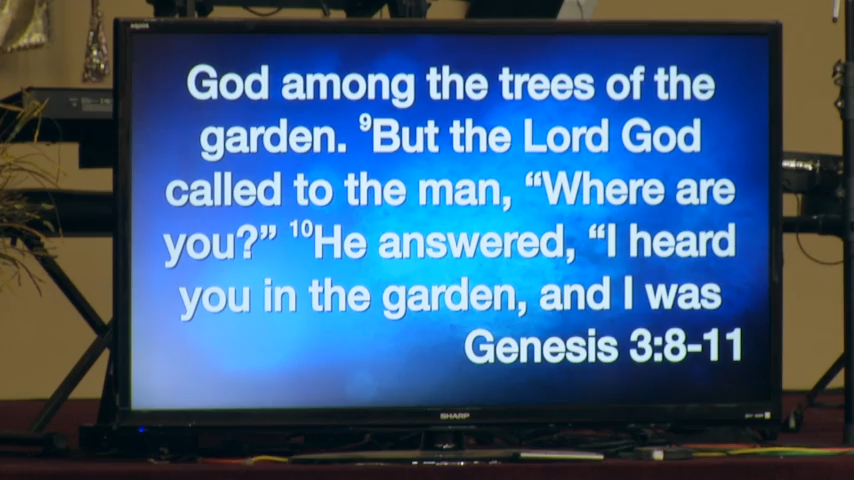 God among the trees of the
garden. ⁹But the Lord God
called to the man, “Where are
you?” ¹⁰He answered, “I heard
you in the garden, and I was
Genesis 3:8-11
SHARP